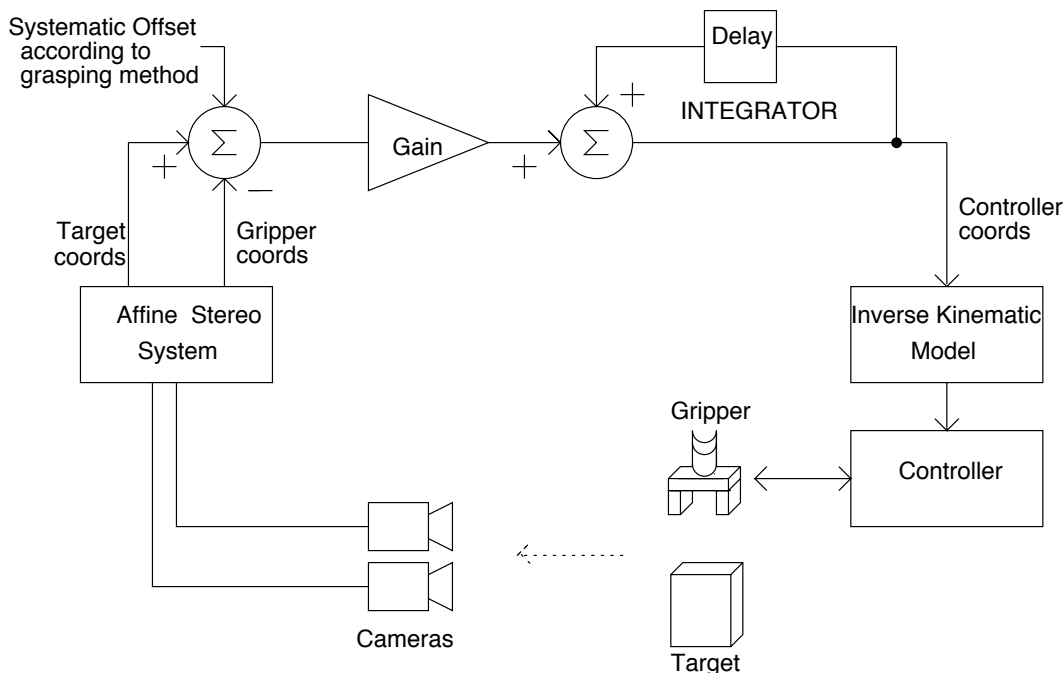 Systematic Offset
according to
grasping method
Delay
+
INTEGRATOR
Σ
Gain
Σ
+
+
−
Target
coords
Gripper
coords
Controller
coords
Affine Stereo
System
Inverse Kinematic
Model
Gripper
Controller
Cameras
Target